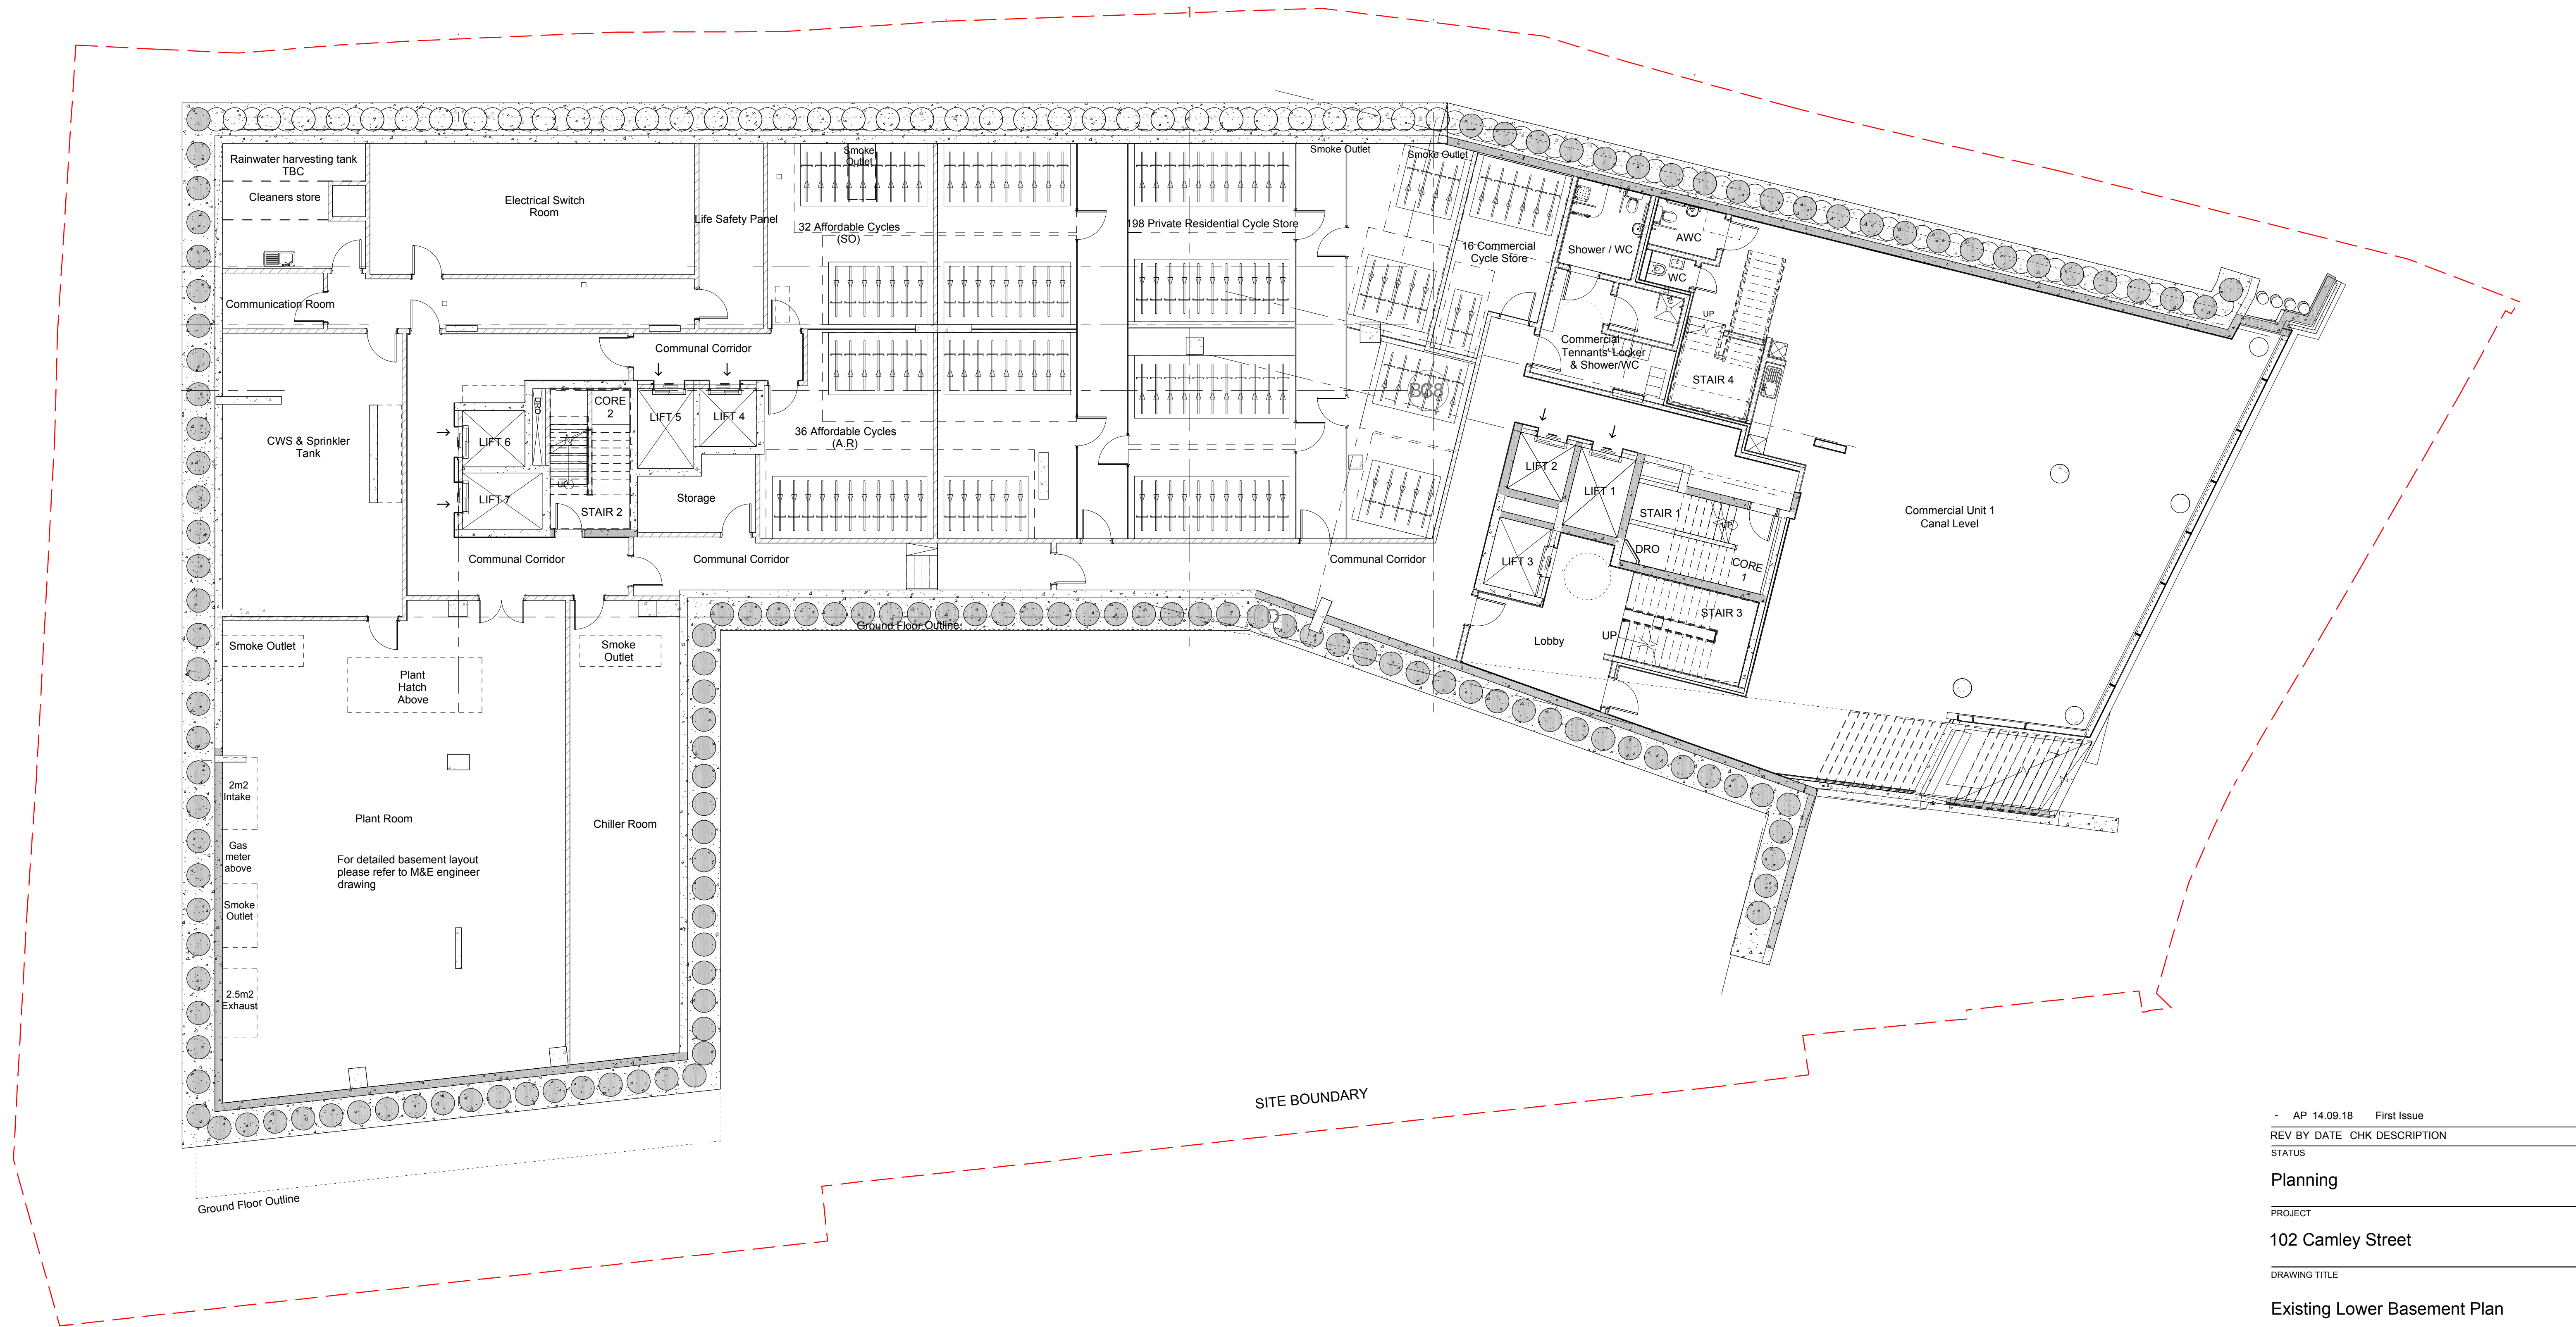 Rainwater harvesting tank
TBC
Cleaners store
Electrical Switch
Room
Life Safety Panel
Smoke
Outlet
32 Affordable Cycles
(SO)
198 Private Residential Cycle Store
Smoke Outlet
Smoke Outlet
16 Commercial
Cycle Store
Shower / WC
AWC
WC
UP
Communication Room
Communal Corridor
Commercial
Tennants' Locker
& Shower/WC
STAIR 4
CORE
2
DRO
LIFT 5
LIFT 4
LIFT 6
LIFT 7
UP
STAIR 2
Storage
36 Affordable Cycles
(A.R)
CWS & Sprinkler
Tank
LIFT 2
LIFT 1
STAIR 1
UP
DRO
LIFT 3
CORE
1
STAIR 3
UP
Lobby
Commercial Unit 1
Canal Level
Communal Corridor
Communal Corridor
Communal Corridor
Ground Floor Outline
D
Smoke Outlet
Smoke
Outlet
Plant
Hatch
Above
2m2
Intake
Plant Room
Chiller Room
Gas
meter
above
For detailed basement layout
please refer to M&E engineer
drawing
Smoke
Outlet
2.5m2
Exhaust
Ground Floor Outline
SITE BOUNDARY
- AP 14.09.18 First Issue
REV BY DATE CHK DESCRIPTION
STATUS
Planning
PROJECT
102 Camley Street
DRAWING TITLE
Existing Lower Basement Plan